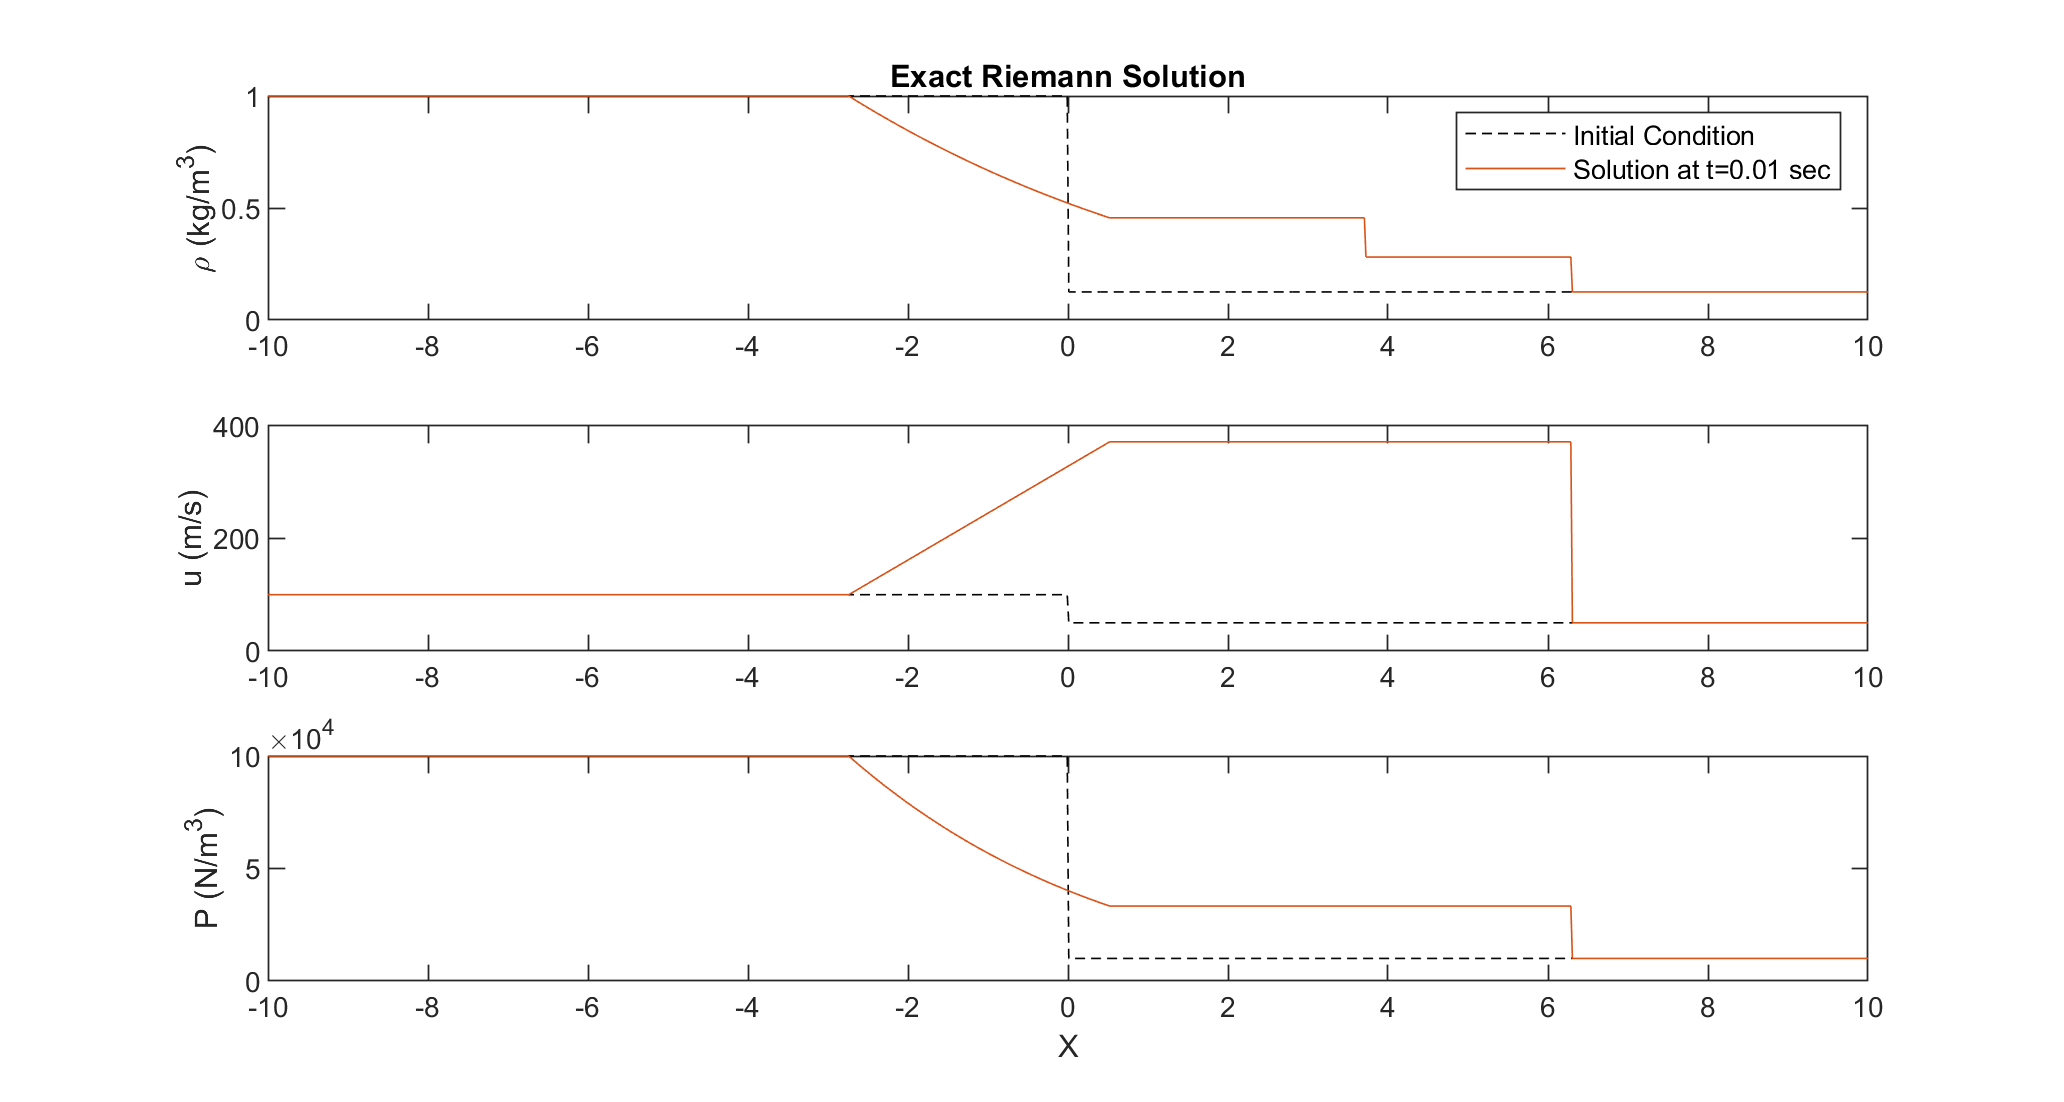 Exact Riemann Solution
ρ (kg/m³)
1
0.5
0
-10 -8 -6 -4 -2 0 2 4 6 8 10
Initial Condition
Solution at t=0.01 sec
u (m/s)
400
200
0
-10 -8 -6 -4 -2 0 2 4 6 8 10
P (N/m³)
×10⁴
10
5
0
-10 -8 -6 -4 -2 0 2 4 6 8 10
X